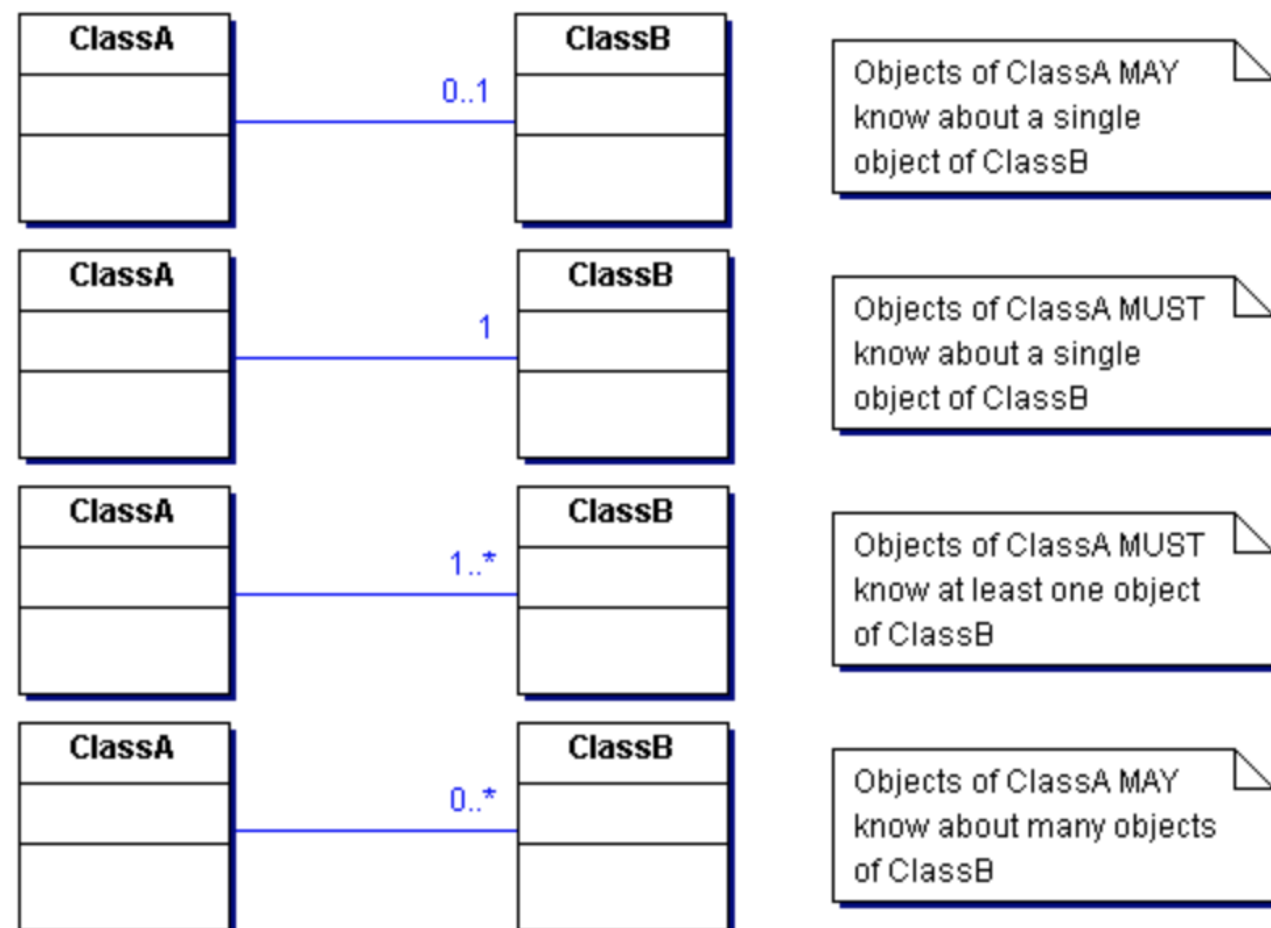 ClassA
0..1
ClassB
Objects of ClassA MAY
know about a single
object of ClassB
ClassA
1
ClassB
Objects of ClassA MUST
know about a single
object of ClassB
ClassA
1..*
ClassB
Objects of ClassA MUST
know at least one object
of ClassB
ClassA
0..*
ClassB
Objects of ClassA MAY
know about many objects
of ClassB